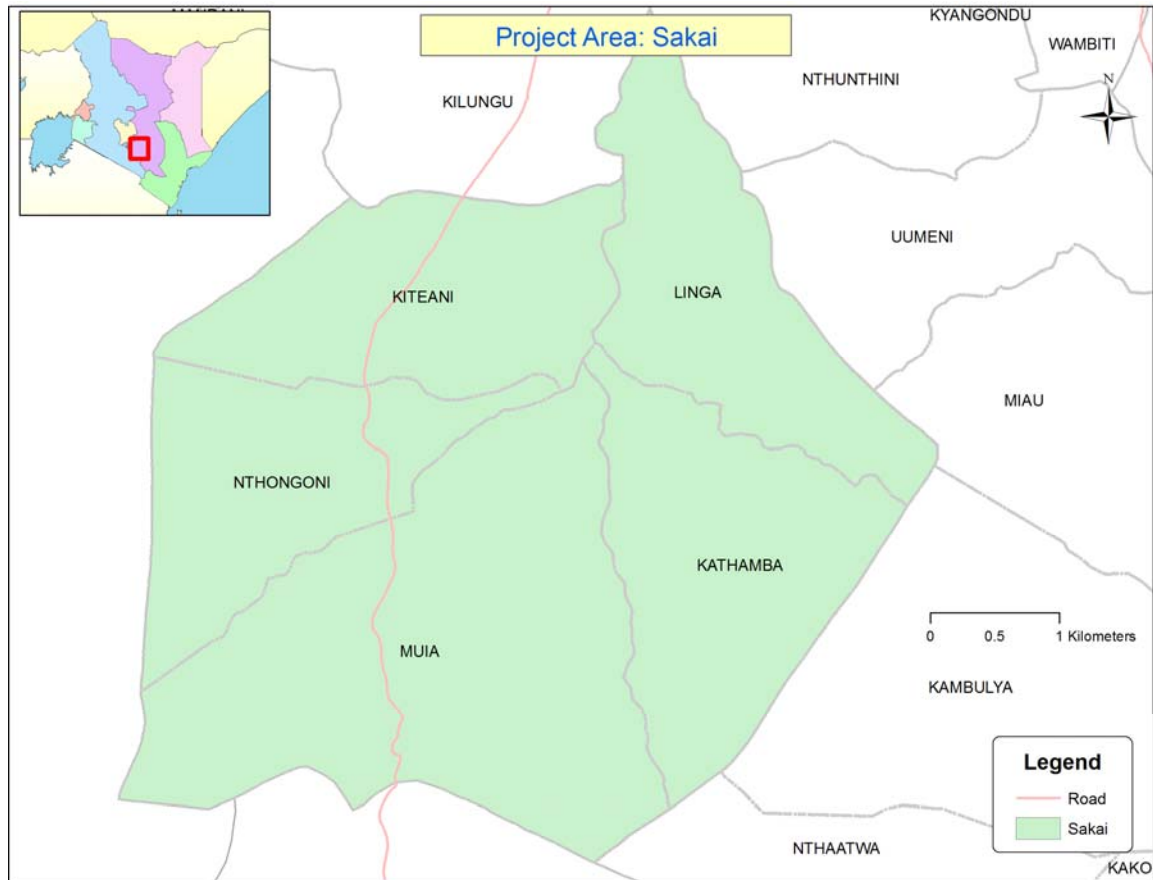 Project Area: Sakai
KYANGONDU
WAMBITI
NTHUNTHINI
KILUNGU
N
UUMENI
KITEANI
LINGA
MIAU
NTHONGONI
KATHAMBA
0 0.5 1 Kilometers
MUIA
KAMBULYA
Legend
Road
Sakai
NTHAATWA
KAKO